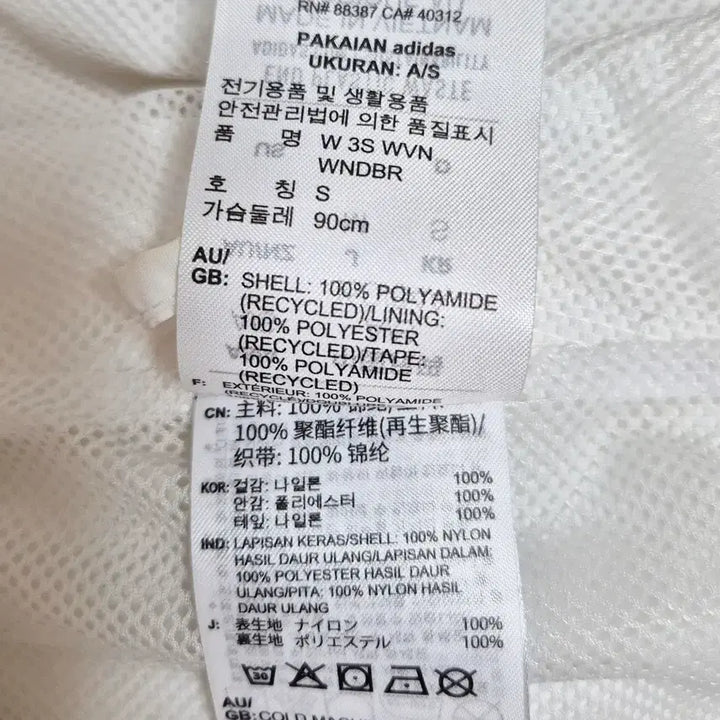 RN# 88387 CA# 40312
PAKAIAN adidas
UKURAN: A/S
전기용품 및 생활용품
안전관리법에 의한 품질표시
품 명 W 3S WVN
WNDBR
호 칭 S
가슴둘레 90cm
AU/
GB: SHELL: 100% POLYAMIDE
(RECYCLED)/LINING:
100% POLYESTER
(RECYCLED)/TAPE:
100% POLYAMIDE
(RECYCLED)
F: EXTÉRIEUR: 100% POLYAMIDE
CN: 主料: 100%
100% 聚酯纤维(再生聚酯)/
织带: 100% 锦纶
KOR: 겉감: 나일론 100%
안감: 폴리에스터 100%
테잎: 나일론 100%
IND: LAPISAN KERAS/SHELL: 100% NYLON
HASIL DAUR ULANG/LAPISAN DALAM:
100% POLYESTER HASIL DAUR
ULANG/PITA: 100% NYLON HASIL
DAUR ULANG
J: 表生地 ナイロン 100%
裏生地 ポリエステル 100%
30
AU/
GB: COLD